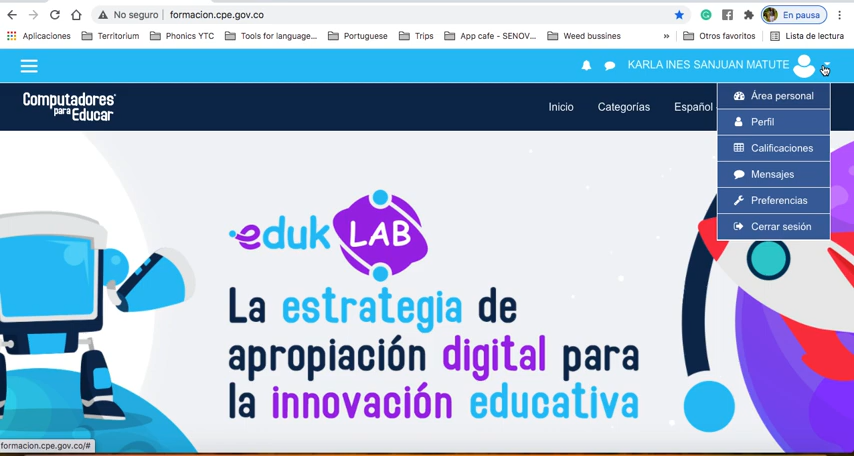 No seguro | formacion.cpe.gov.co
En pausa
Aplicaciones Territorium Phonics YTC Tools for language... Portuguese Trips App cafe - SENOV... Weed bussines » Otros favoritos Lista de lectura
KARLA INES SANJUAN MATUTE
Computadores
para Educar
Inicio Categorías Español
Área personal
Perfil
Calificaciones
Mensajes
Preferencias
Cerrar sesión
eduk LAB
La estrategia de
apropiación digital para
la innovación educativa
formacion.cpe.gov.co/#